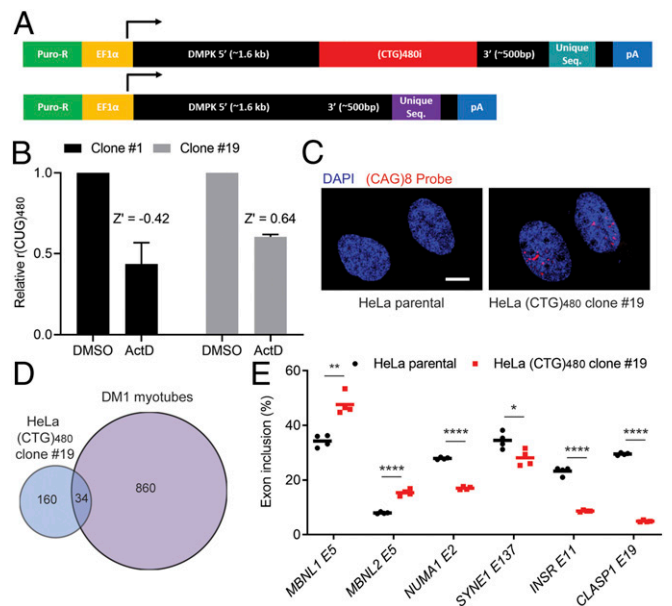 A
Puro-R EF1α DMPK 5' (~1.6 kb) (CTG)480i 3' (~500bp) Unique Seq. pA
Puro-R EF1α DMPK 5' (~1.6 kb) 3' (~500bp) Unique Seq. pA
B
Clone #1 Clone #19
Relative r(CUG)480
1.0
0.5
0.0
Z' = -0.42
Z' = 0.64
DMSO ActD DMSO ActD
C
DAPI (CAG)8 Probe
HeLa parental HeLa (CTG)480 clone #19
D
DM1 myotubes
HeLa
(CTG)480
clone #19
160 34 860
E
HeLa parental HeLa (CTG)480 clone #19
Exon inclusion (%)
60
40
20
0
** **** **** * **** ****
MBNL1 E5
MBNL2 E5
NUMA1 E2
SYNE1 E137
INSR E11
CLASP1 E19